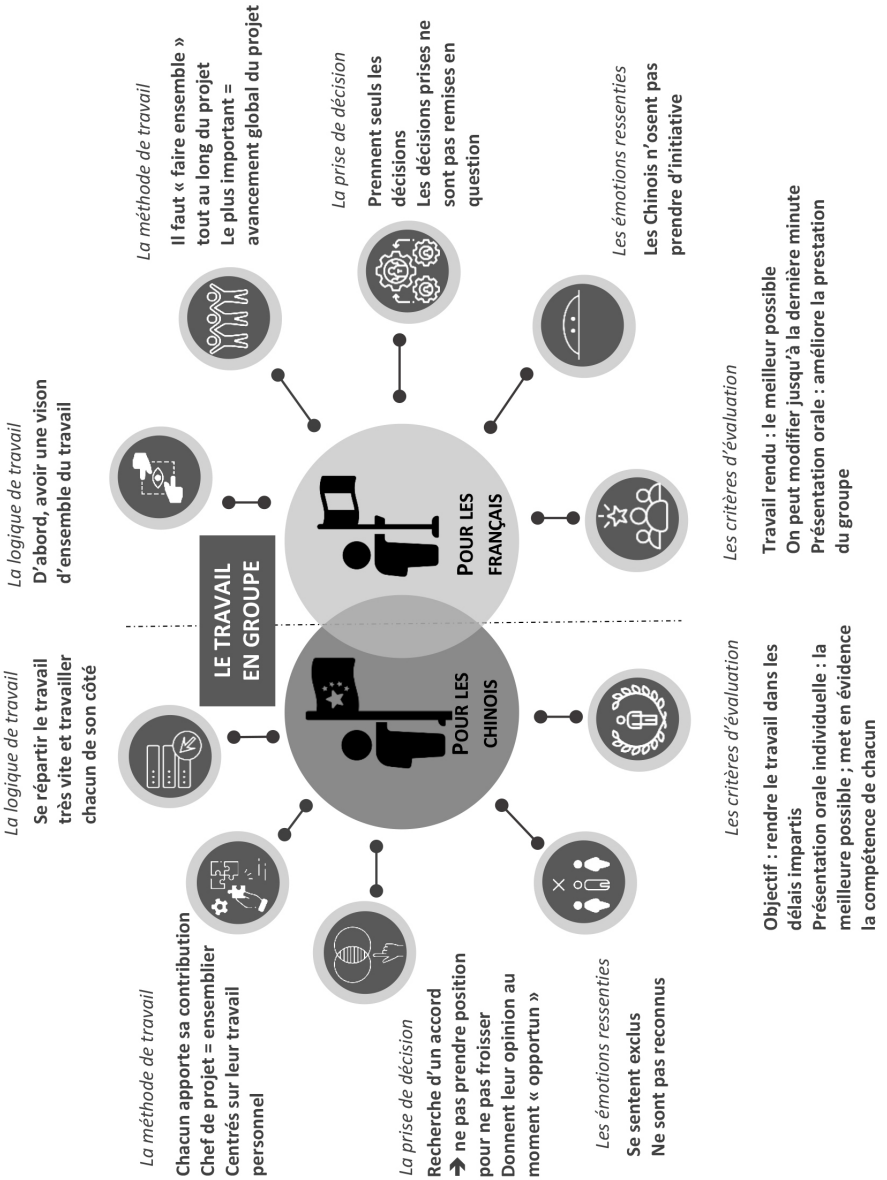 LE TRAVAIL
EN GROUPE
POUR LES
CHINOIS
La logique de travail
Se répartir le travail
très vite et travailler
chacun de son côté
La méthode de travail
Chacun apporte sa contribution
Chef de projet = ensemblier
Centrés sur leur travail
personnel
La prise de décision
Recherche d'un accord
➔ ne pas prendre position
pour ne pas froisser
Donnent leur opinion au
moment « opportun »
Les émotions ressenties
Se sentent exclus
Ne sont pas reconnus
Les critères d'évaluation
Objectif : rendre le travail dans les
délais impartis
Présentation orale individuelle : la
meilleure possible ; met en évidence
la compétence de chacun
POUR LES
FRANÇAIS
La logique de travail
D'abord, avoir une vison
d'ensemble du travail
La méthode de travail
Il faut « faire ensemble »
tout au long du projet
Le plus important =
avancement global du projet
La prise de décision
Prennent seuls les
décisions
Les décisions prises ne
sont pas remises en
question
Les émotions ressenties
Les Chinois n'osent pas
prendre d'initiative
Les critères d'évaluation
Travail rendu : le meilleur possible
On peut modifier jusqu'à la dernière minute
Présentation orale : améliore la prestation
du groupe